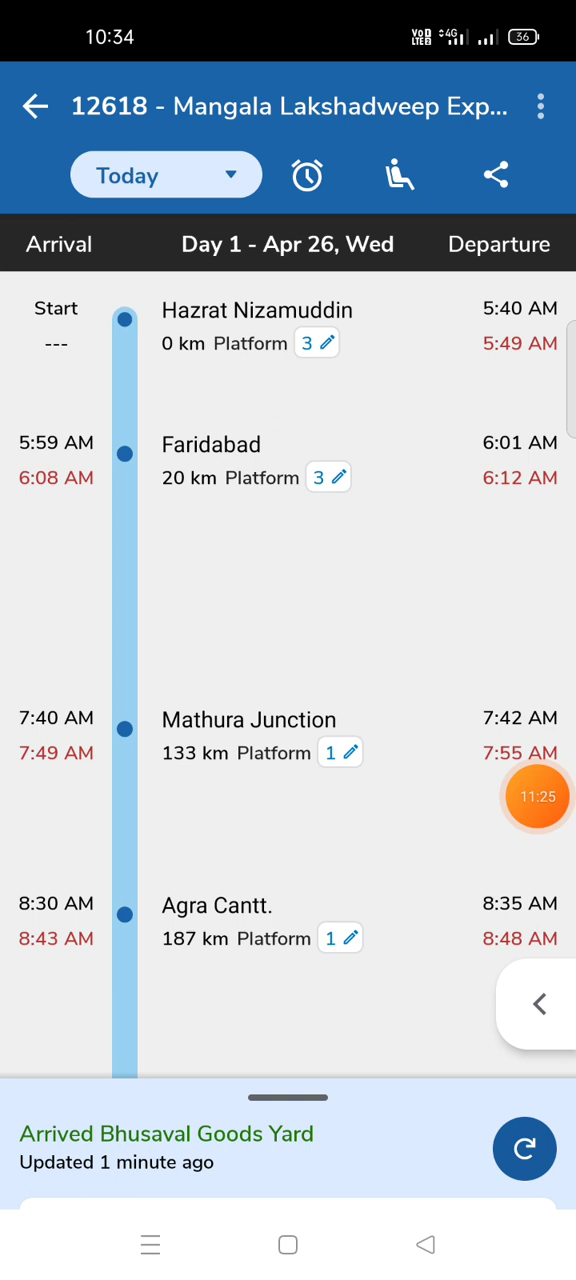 10:34 VoD LTE2 4G 36
12618 - Mangala Lakshadweep Exp...
Today
Arrival Day 1 - Apr 26, Wed Departure
Start Hazrat Nizamuddin 5:40 AM
--- 0 km Platform 3 5:49 AM
5:59 AM Faridabad 6:01 AM
6:08 AM 20 km Platform 3 6:12 AM
7:40 AM Mathura Junction 7:42 AM
7:49 AM 133 km Platform 1 7:55 AM
11:25
8:30 AM Agra Cantt. 8:35 AM
8:43 AM 187 km Platform 1 8:48 AM
Arrived Bhusaval Goods Yard
Updated 1 minute ago